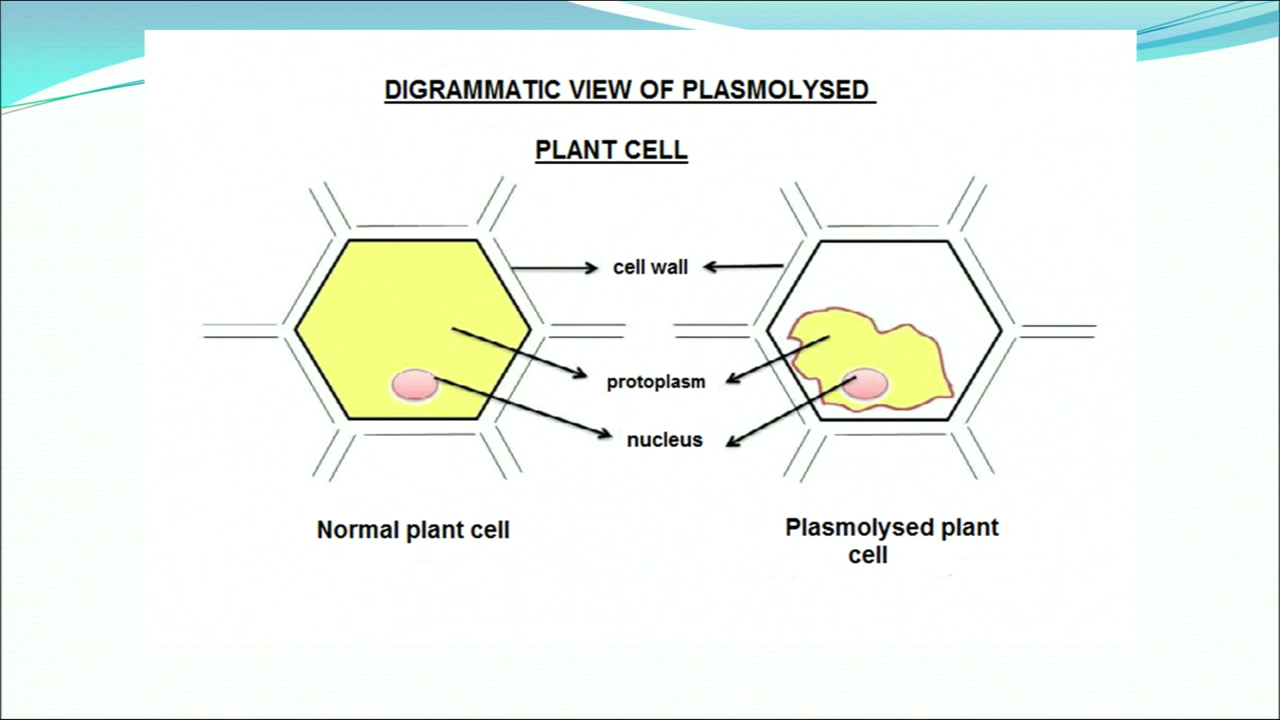 DIGRAMMATIC VIEW OF PLASMOLYSED
PLANT CELL
cell wall
protoplasm
nucleus
Normal plant cell
Plasmolysed plant
cell